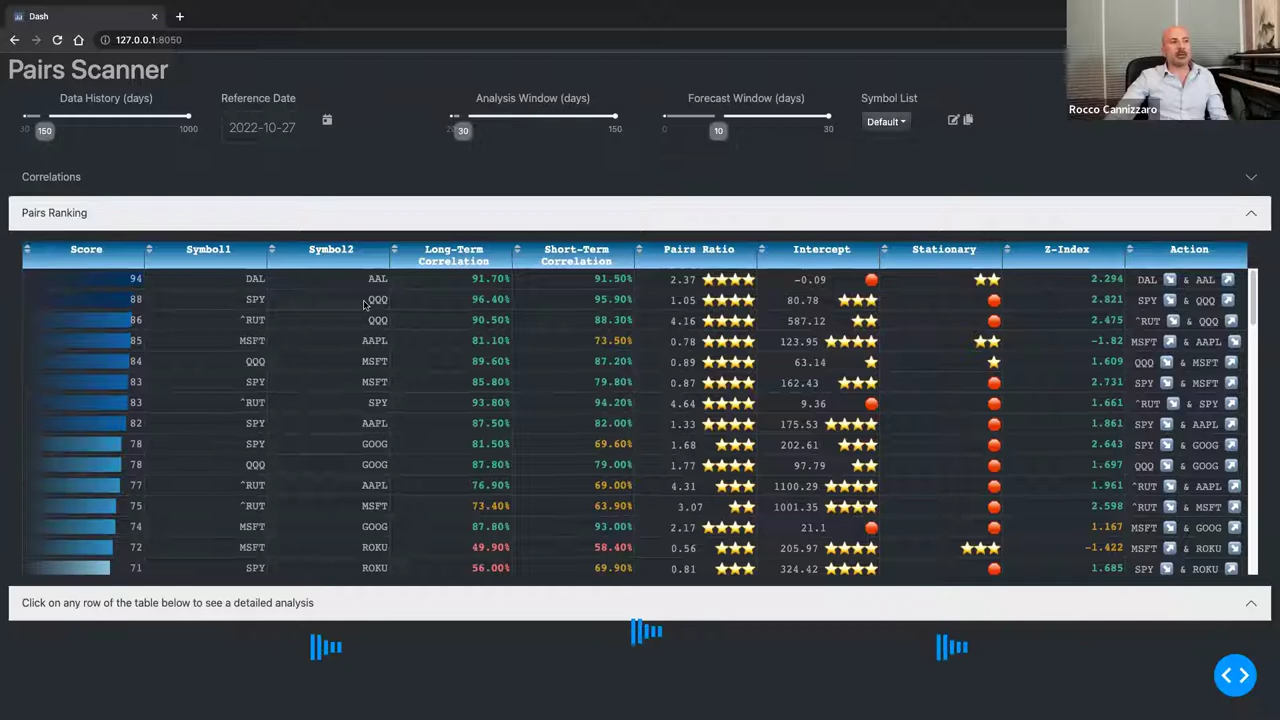 Dash
127.0.0.1:8050
Rocco Cannizzaro
Pairs Scanner
Data History (days) Reference Date Analysis Window (days) Forecast Window (days) Symbol List
30 150 1000 2022-10-27 30 150 0 10 30 Default
Correlations
Pairs Ranking
Score Symbol1 Symbol2 Long-Term Correlation Short-Term Correlation Pairs Ratio Intercept Stationary Z-Index Action
94 DAL AAL 91.70% 91.50% 2.37 -0.09 2.294 DAL & AAL
88 SPY QQQ 96.40% 95.90% 1.05 80.78 2.821 SPY & QQQ
86 ^RUT QQQ 90.50% 88.30% 4.16 587.12 2.475 ^RUT & QQQ
85 MSFT AAPL 81.10% 73.50% 0.78 123.95 -1.82 MSFT & AAPL
84 QQQ MSFT 89.60% 87.20% 0.89 63.14 1.609 QQQ & MSFT
83 SPY MSFT 85.80% 79.80% 0.87 162.43 2.731 SPY & MSFT
83 ^RUT SPY 93.80% 94.20% 4.64 9.36 1.661 ^RUT & SPY
82 SPY AAPL 87.50% 82.00% 1.33 175.53 1.861 SPY & AAPL
78 SPY GOOG 81.50% 69.60% 1.68 202.61 2.643 SPY & GOOG
78 QQQ GOOG 87.80% 79.00% 1.77 97.79 1.697 QQQ & GOOG
77 ^RUT AAPL 76.90% 69.00% 4.31 1100.29 1.961 ^RUT & AAPL
75 ^RUT MSFT 73.40% 63.90% 3.07 1001.35 2.598 ^RUT & MSFT
74 MSFT GOOG 87.80% 93.00% 2.17 21.1 1.167 MSFT & GOOG
72 MSFT ROKU 49.90% 58.40% 0.56 205.97 -1.422 MSFT & ROKU
71 SPY ROKU 56.00% 69.90% 0.81 324.42 1.685 SPY & ROKU
Click on any row of the table below to see a detailed analysis